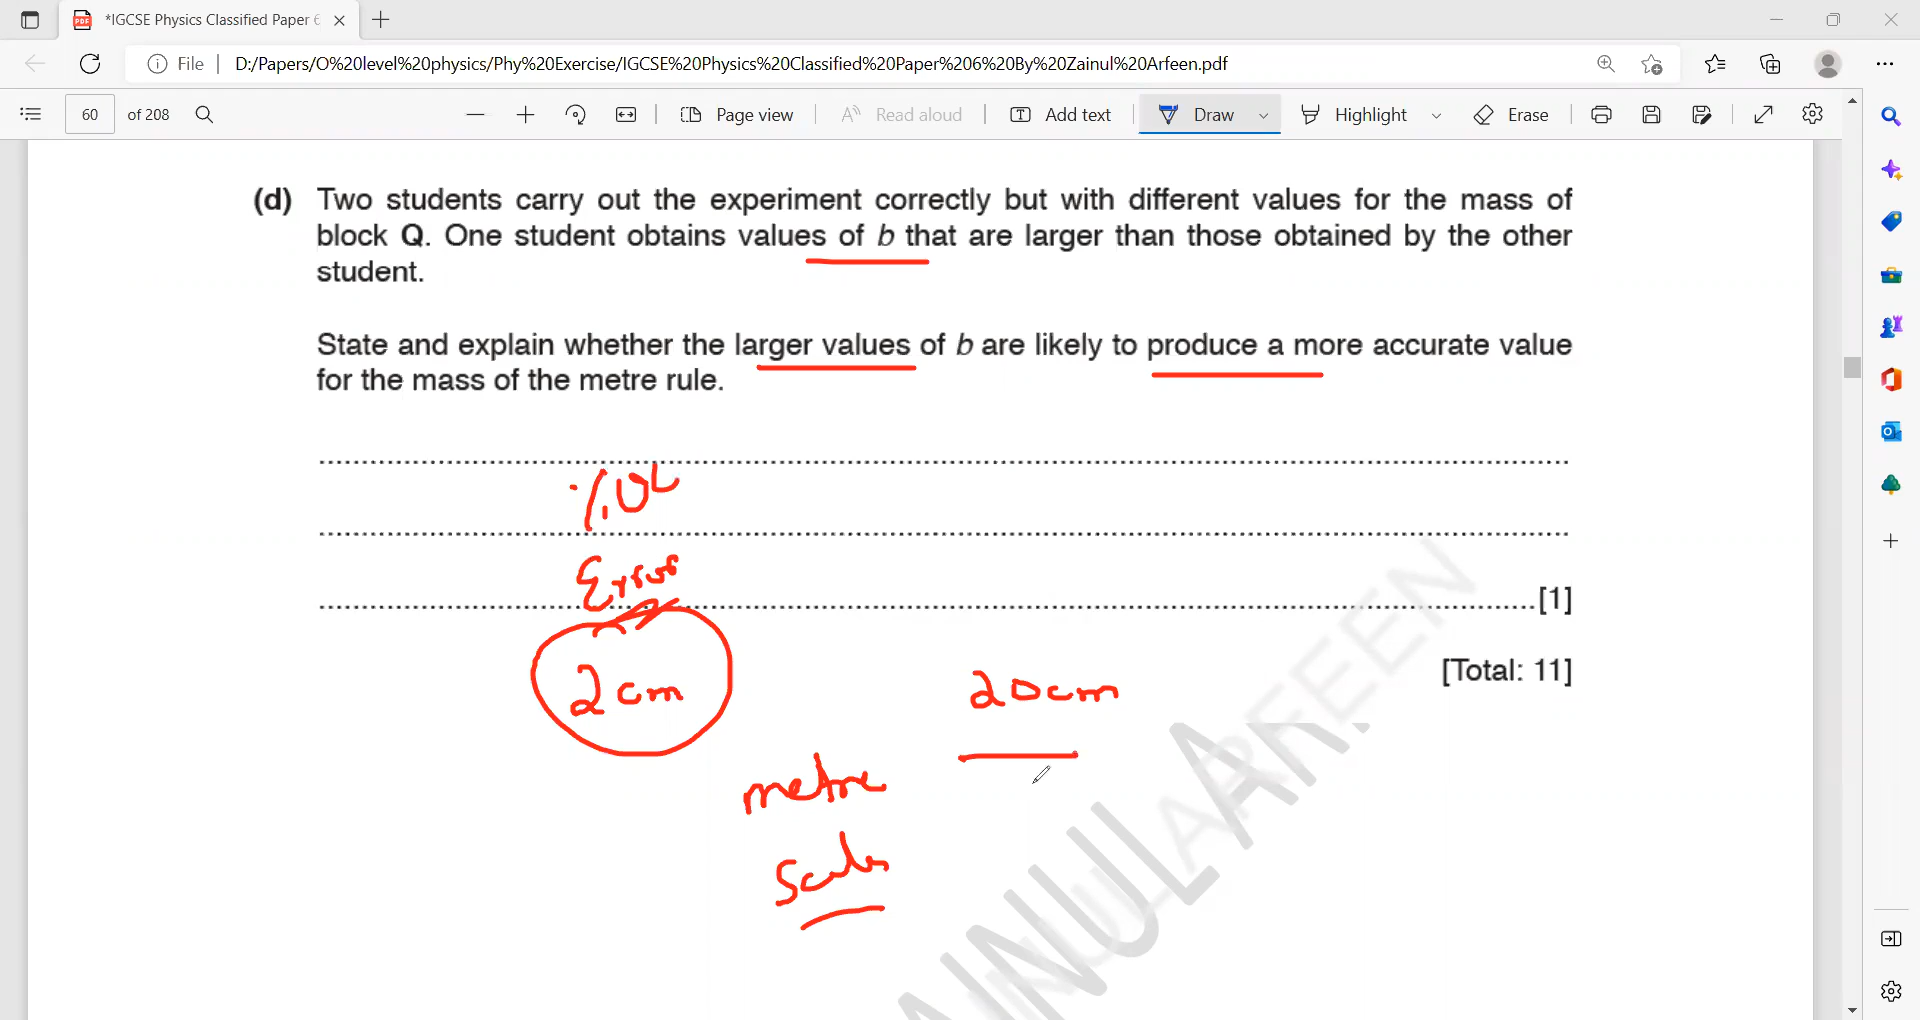 *IGCSE Physics Classified Paper 6
File
D:/Papers/O%20level%20physics/Phy%20Exercise/IGCSE%20Physics%20Classified%20Paper%206%20By%20Zainul%20Arfeen.pdf
60 of 208
Page view
Read aloud
Add text
Draw
Highlight
Erase
(d) Two students carry out the experiment correctly but with different values for the mass of
block Q. One student obtains values of b that are larger than those obtained by the other
student.
State and explain whether the larger values of b are likely to produce a more accurate value
for the mass of the metre rule.
Error
[1]
2 cm
20cm
[Total: 11]
metre